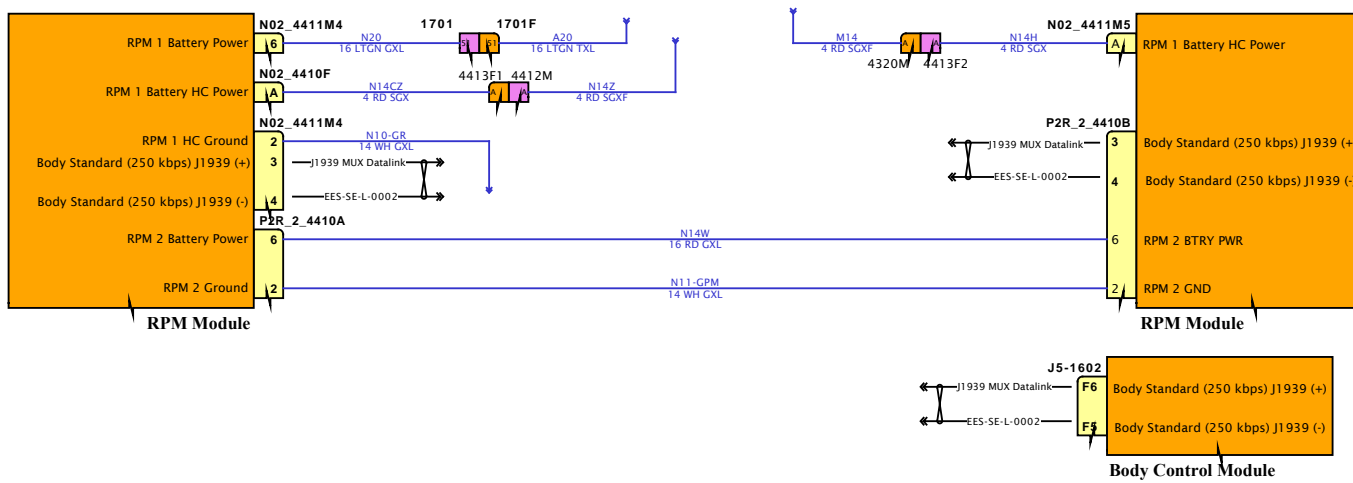 N02_4411M4
1701
1701F
RPM 1 Battery Power
6
N20
16 LTGN GXL
51
51
A20
16 LTGN TXL
N02_4410F
RPM 1 Battery HC Power
A
N14CZ
4 RD SGX
4413F1
4412M
A
A
N14Z
4 RD SGXF
N02_4411M4
RPM 1 HC Ground
2
N10-GR
14 WH GXL
Body Standard (250 kbps) J1939 (+)
3
J1939 MUX Datalink
Body Standard (250 kbps) J1939 (-)
4
EES-SE-L-0002
P2R_2_4410A
RPM 2 Battery Power
6
N14W
16 RD GXL
RPM 2 Ground
2
N11-GPM
14 WH GXL
RPM Module
N02_4411M5
M14
4 RD SGXF
A
A
4320M
4413F2
N14H
4 RD SGX
A
RPM 1 Battery HC Power
P2R_2_4410B
J1939 MUX Datalink
3
Body Standard (250 kbps) J1939 (+
EES-SE-L-0002
4
Body Standard (250 kbps) J1939 (-
6
RPM 2 BTRY PWR
2
RPM 2 GND
RPM Module
J5-1602
J1939 MUX Datalink
F6
Body Standard (250 kbps) J1939 (+)
EES-SE-L-0002
F5
Body Standard (250 kbps) J1939 (-)
Body Control Module